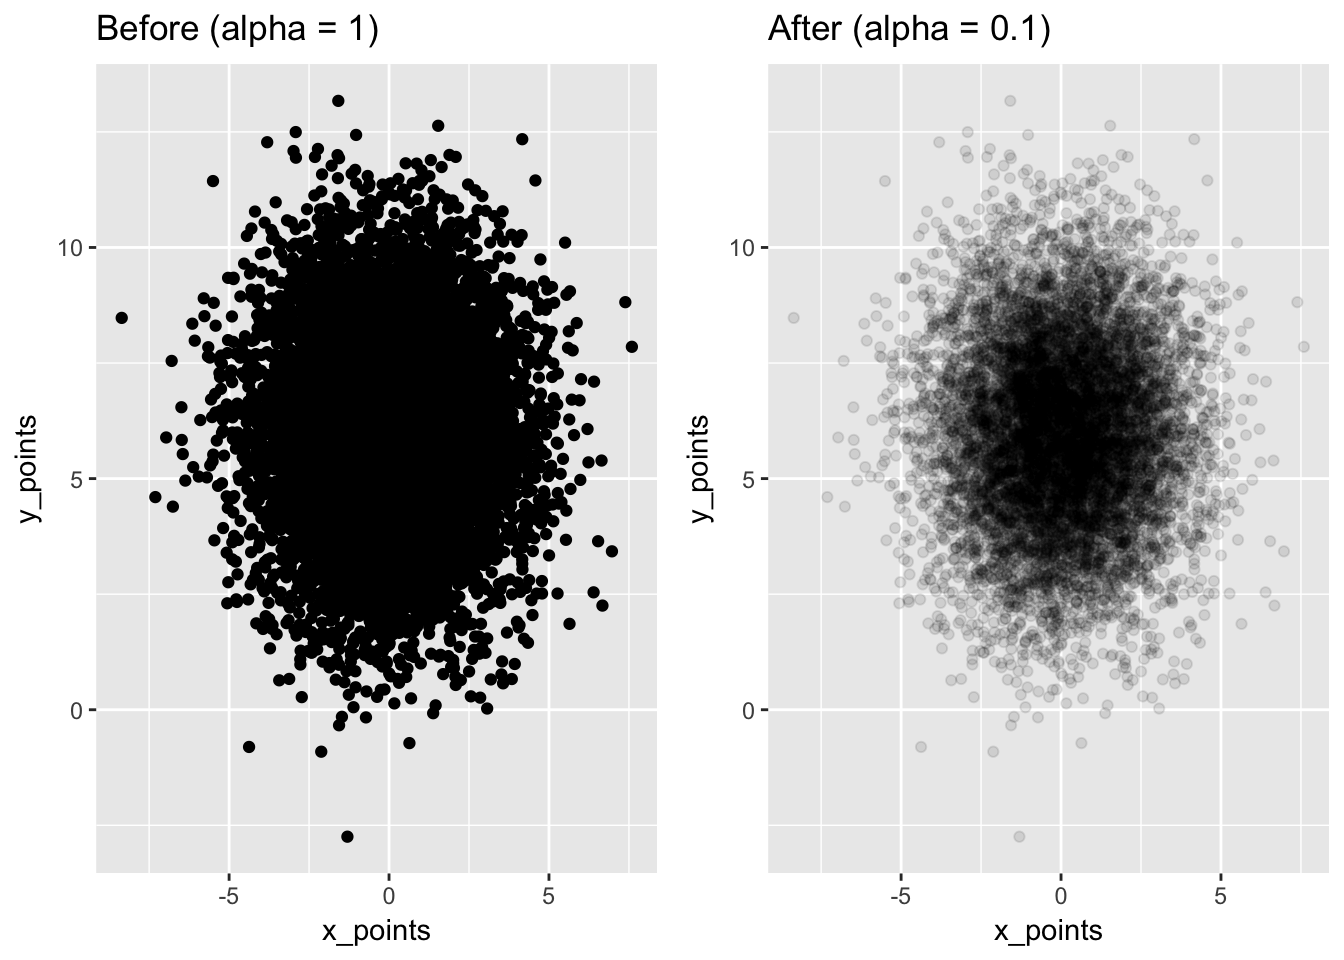 Before (alpha = 1)
y_points
10
5
0
-5
0
5
x_points
After (alpha = 0.1)
y_points
10
5
0
-5
0
5
x_points